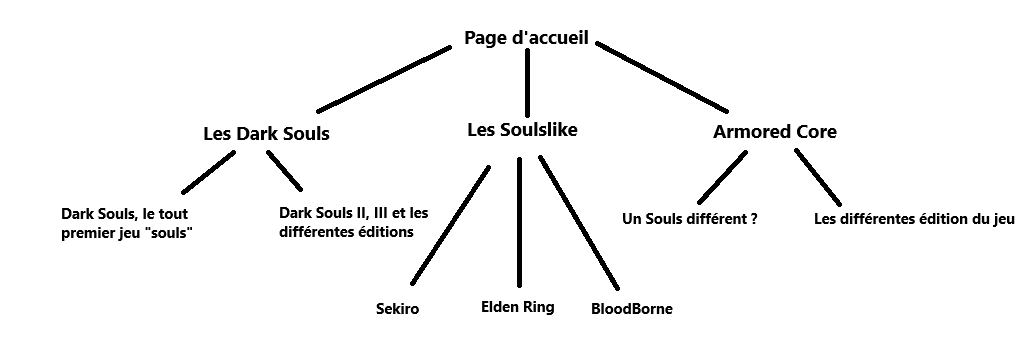 Page d'accueil
Les Dark Souls
Les Soulslike
Armored Core
Dark Souls, le tout
premier jeu "souls"
Dark Souls II, III et les
différentes éditions
Un Souls différent ?
Les différentes édition du jeu
Sekiro
Elden Ring
BloodBorne